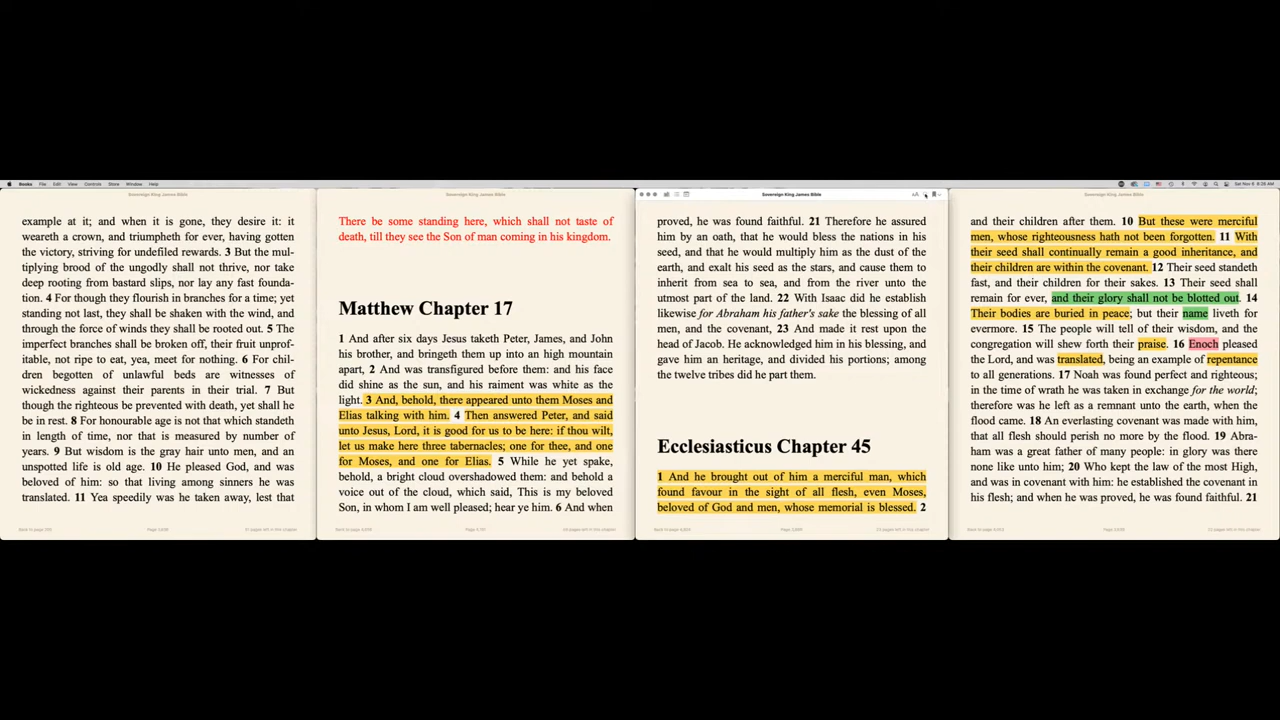 Books File Edit View Controls Store Window Help
Sat Nov 6 9:26 AM
Sovereign King James Bible
example at it; and when it is gone, they desire it: it
weareth a crown, and triumpheth for ever, having gotten
the victory, striving for undefiled rewards. 3 But the mul-
tiplying brood of the ungodly shall not thrive, nor take
deep rooting from bastard slips, nor lay any fast founda-
tion. 4 For though they flourish in branches for a time; yet
standing not last, they shall be shaken with the wind, and
through the force of winds they shall be rooted out. 5 The
imperfect branches shall be broken off, their fruit unprof-
itable, not ripe to eat, yea, meet for nothing. 6 For chil-
dren begotten of unlawful beds are witnesses of
wickedness against their parents in their trial. 7 But
though the righteous be prevented with death, yet shall he
be in rest. 8 For honourable age is not that which standeth
in length of time, nor that is measured by number of
years. 9 But wisdom is the gray hair unto men, and an
unspotted life is old age. 10 He pleased God, and was
beloved of him: so that living among sinners he was
translated. 11 Yea speedily was he taken away, lest that
Sovereign King James Bible
There be some standing here, which shall not taste of
death, till they see the Son of man coming in his kingdom.
Matthew Chapter 17
1 And after six days Jesus taketh Peter, James, and John
his brother, and bringeth them up into an high mountain
apart, 2 And was transfigured before them: and his face
did shine as the sun, and his raiment was white as the
light. 3 And, behold, there appeared unto them Moses and
Elias talking with him. 4 Then answered Peter, and said
unto Jesus, Lord, it is good for us to be here: if thou wilt,
let us make here three tabernacles; one for thee, and one
for Moses, and one for Elias. 5 While he yet spake,
behold, a bright cloud overshadowed them: and behold a
voice out of the cloud, which said, This is my beloved
Son, in whom I am well pleased; hear ye him. 6 And when
Sovereign King James Bible
proved, he was found faithful. 21 Therefore he assured
him by an oath, that he would bless the nations in his
seed, and that he would multiply him as the dust of the
earth, and exalt his seed as the stars, and cause them to
inherit from sea to sea, and from the river unto the
utmost part of the land. 22 With Isaac did he establish
likewise for Abraham his father's sake the blessing of all
men, and the covenant, 23 And made it rest upon the
head of Jacob. He acknowledged him in his blessing, and
gave him an heritage, and divided his portions; among
the twelve tribes did he part them.
Ecclesiasticus Chapter 45
1 And he brought out of him a merciful man, which
found favour in the sight of all flesh, even Moses,
beloved of God and men, whose memorial is blessed. 2
Sovereign King James Bible
and their children after them. 10 But these were merciful
men, whose righteousness hath not been forgotten. 11 With
their seed shall continually remain a good inheritance, and
their children are within the covenant. 12 Their seed standeth
fast, and their children for their sakes. 13 Their seed shall
remain for ever, and their glory shall not be blotted out. 14
Their bodies are buried in peace; but their name liveth for
evermore. 15 The people will tell of their wisdom, and the
congregation will shew forth their praise. 16 Enoch pleased
the Lord, and was translated, being an example of repentance
to all generations. 17 Noah was found perfect and righteous;
in the time of wrath he was taken in exchange for the world;
therefore was he left as a remnant unto the earth, when the
flood came. 18 An everlasting covenant was made with him,
that all flesh should perish no more by the flood. 19 Abra-
ham was a great father of many people: in glory was there
none like unto him; 20 Who kept the law of the most High,
and was in covenant with him: he established the covenant in
his flesh; and when he was proved, he was found faithful. 21